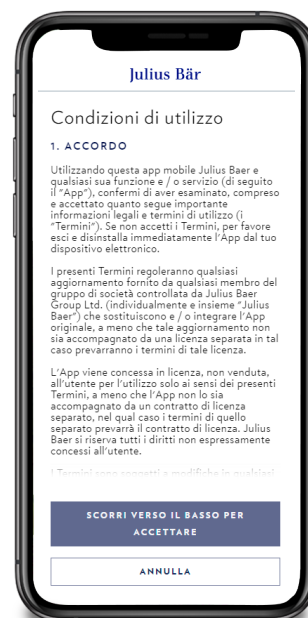 Julius Bär
Condizioni di utilizzo
1. ACCORDO
Utilizzando questa app mobile Julius Baer e
qualsiasi sua funzione e / o servizio (di seguito
il "App"), confermi di aver esaminato, compreso
e accettato quanto segue importante
informazioni legali e termini di utilizzo (i
"Termini"). Se non accetti i Termini, per favore
esci e disinstalla immediatamente l'App dal tuo
dispositivo elettronico.
I presenti Termini regoleranno qualsiasi
aggiornamento fornito da qualsiasi membro del
gruppo di società controllata da Julius Baer
Group Ltd. (individualmente e insieme "Julius
Baer") che sostituiscono e / o integrare l'App
originale, a meno che tale aggiornamento non
sia accompagnato da una licenza separata in tal
caso prevarranno i termini di tale licenza.
L'App viene concessa in licenza, non venduta,
all'utente per l'utilizzo solo ai sensi dei presenti
Termini, a meno che l'App non lo sia
accompagnato da un contratto di licenza
separato, nel qual caso i termini di quello
separato prevarrà il contratto di licenza. Julius
Baer si riserva tutti i diritti non espressamente
concessi all'utente.
I Termini sono soggetti a modifiche in qualsiasi
SCORRI VERSO IL BASSO PER
ACCETTARE
ANNULLA